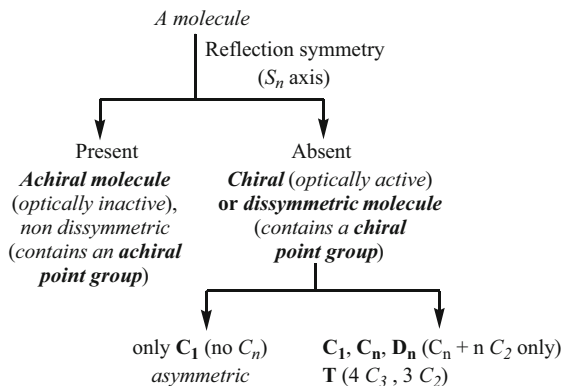 A molecule
Reflection symmetry
(Sn axis)
Present
Achiral molecule
(optically inactive),
non dissymmetric
(contains an achiral
point group)
Absent
Chiral (optically active)
or dissymmetric molecule
(contains a chiral
point group)
only C1 (no Cn)
asymmetric
C1, Cn, Dn (Cn + n C2 only)
T (4 C3 , 3 C2)